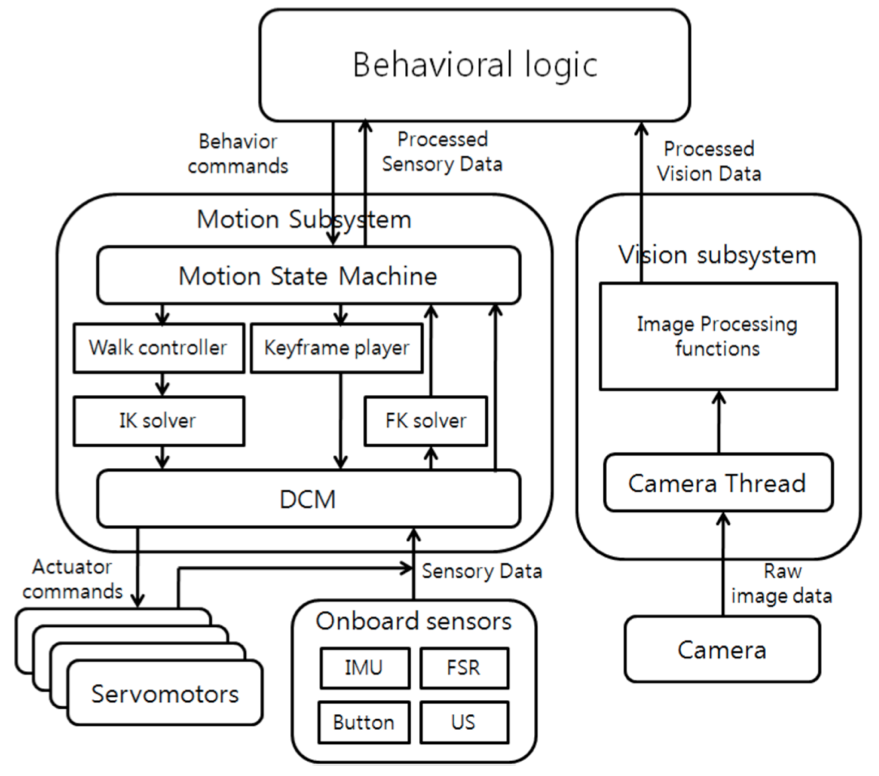 Behavioral logic
Behavior
commands
Processed
Sensory Data
Processed
Vision Data
Motion Subsystem
Motion State Machine
Walk controller
Keyframe player
IK solver
FK solver
DCM
Vision subsystem
Image Processing
functions
Camera Thread
Actuator
commands
Sensory Data
Raw
image data
Servomotors
Onboard sensors
IMU
FSR
Button
US
Camera